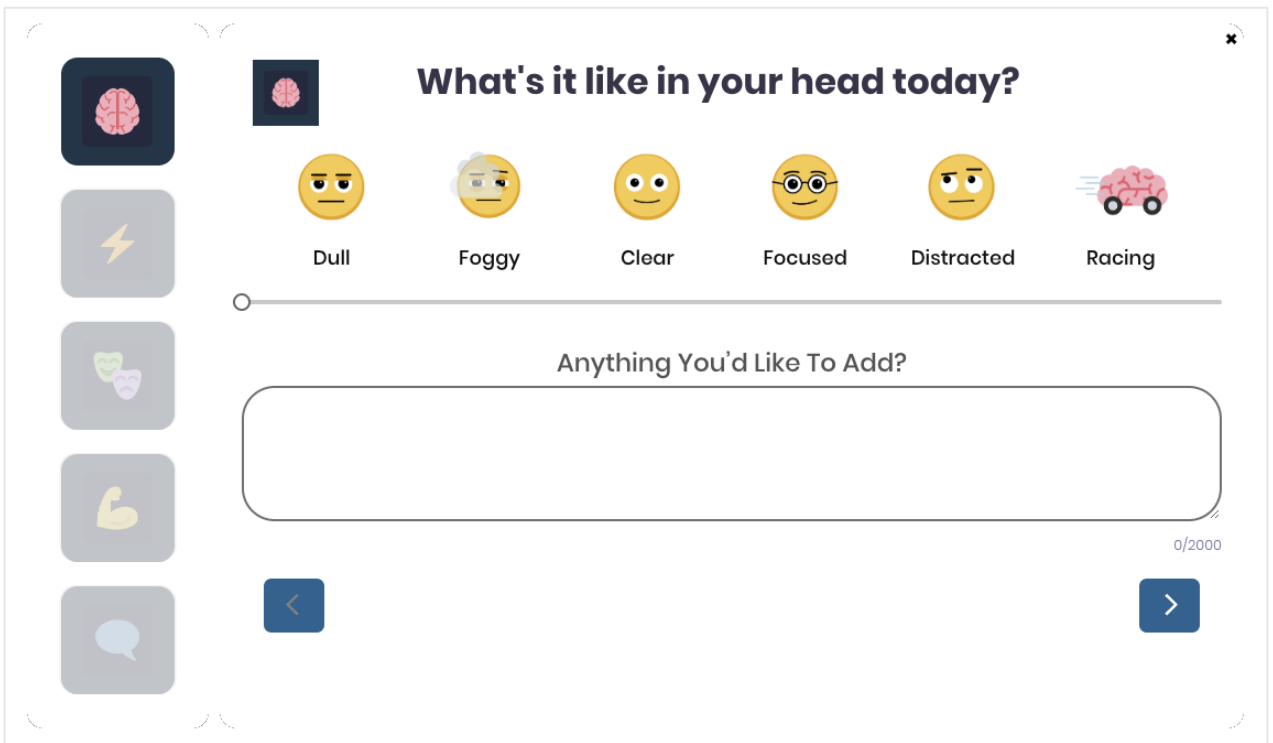 What's it like in your head today?
Dull Foggy Clear Focused Distracted Racing
Anything You'd Like To Add?
0/2000